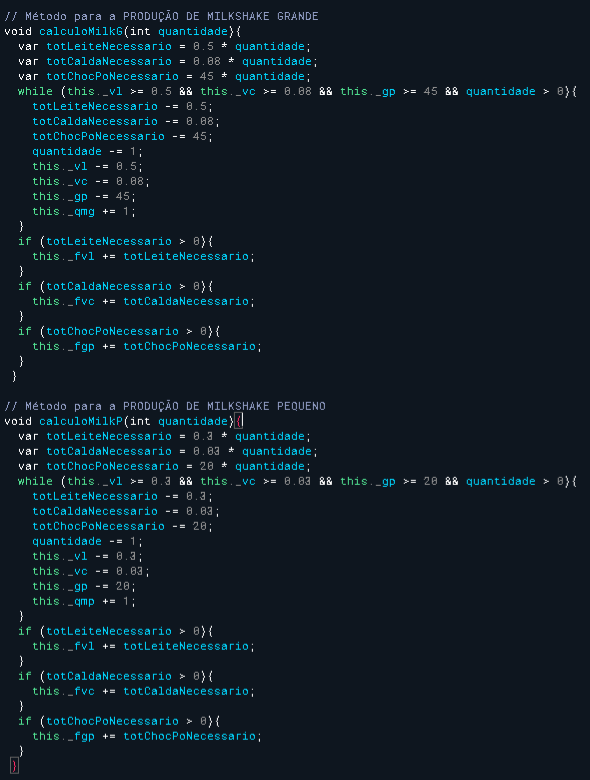 // Método para a PRODUÇÃO DE MILKSHAKE GRANDE
void calculoMilkG(int quantidade){
var totLeiteNecessario = 0.5 * quantidade;
var totCaldaNecessario = 0.08 * quantidade;
var totChocPoNecessario = 45 * quantidade;
while (this._vl >= 0.5 && this._vc >= 0.08 && this._gp >= 45 && quantidade > 0){
totLeiteNecessario -= 0.5;
totCaldaNecessario -= 0.08;
totChocPoNecessario -= 45;
quantidade -= 1;
this._vl -= 0.5;
this._vc -= 0.08;
this._gp -= 45;
this._qmg += 1;
}
if (totLeiteNecessario > 0){
this._fvl += totLeiteNecessario;
}
if (totCaldaNecessario > 0){
this._fvc += totCaldaNecessario;
}
if (totChocPoNecessario > 0){
this._fgp += totChocPoNecessario;
}
}
// Método para a PRODUÇÃO DE MILKSHAKE PEQUENO
void calculoMilkP(int quantidade){
var totLeiteNecessario = 0.3 * quantidade;
var totCaldaNecessario = 0.03 * quantidade;
var totChocPoNecessario = 20 * quantidade;
while (this._vl >= 0.3 && this._vc >= 0.03 && this._gp >= 20 && quantidade > 0){
totLeiteNecessario -= 0.3;
totCaldaNecessario -= 0.03;
totChocPoNecessario -= 20;
quantidade -= 1;
this._vl -= 0.3;
this._vc -= 0.03;
this._gp -= 20;
this._qmp += 1;
}
if (totLeiteNecessario > 0){
this._fvl += totLeiteNecessario;
}
if (totCaldaNecessario > 0){
this._fvc += totCaldaNecessario;
}
if (totChocPoNecessario > 0){
this._fgp += totChocPoNecessario;
}
}